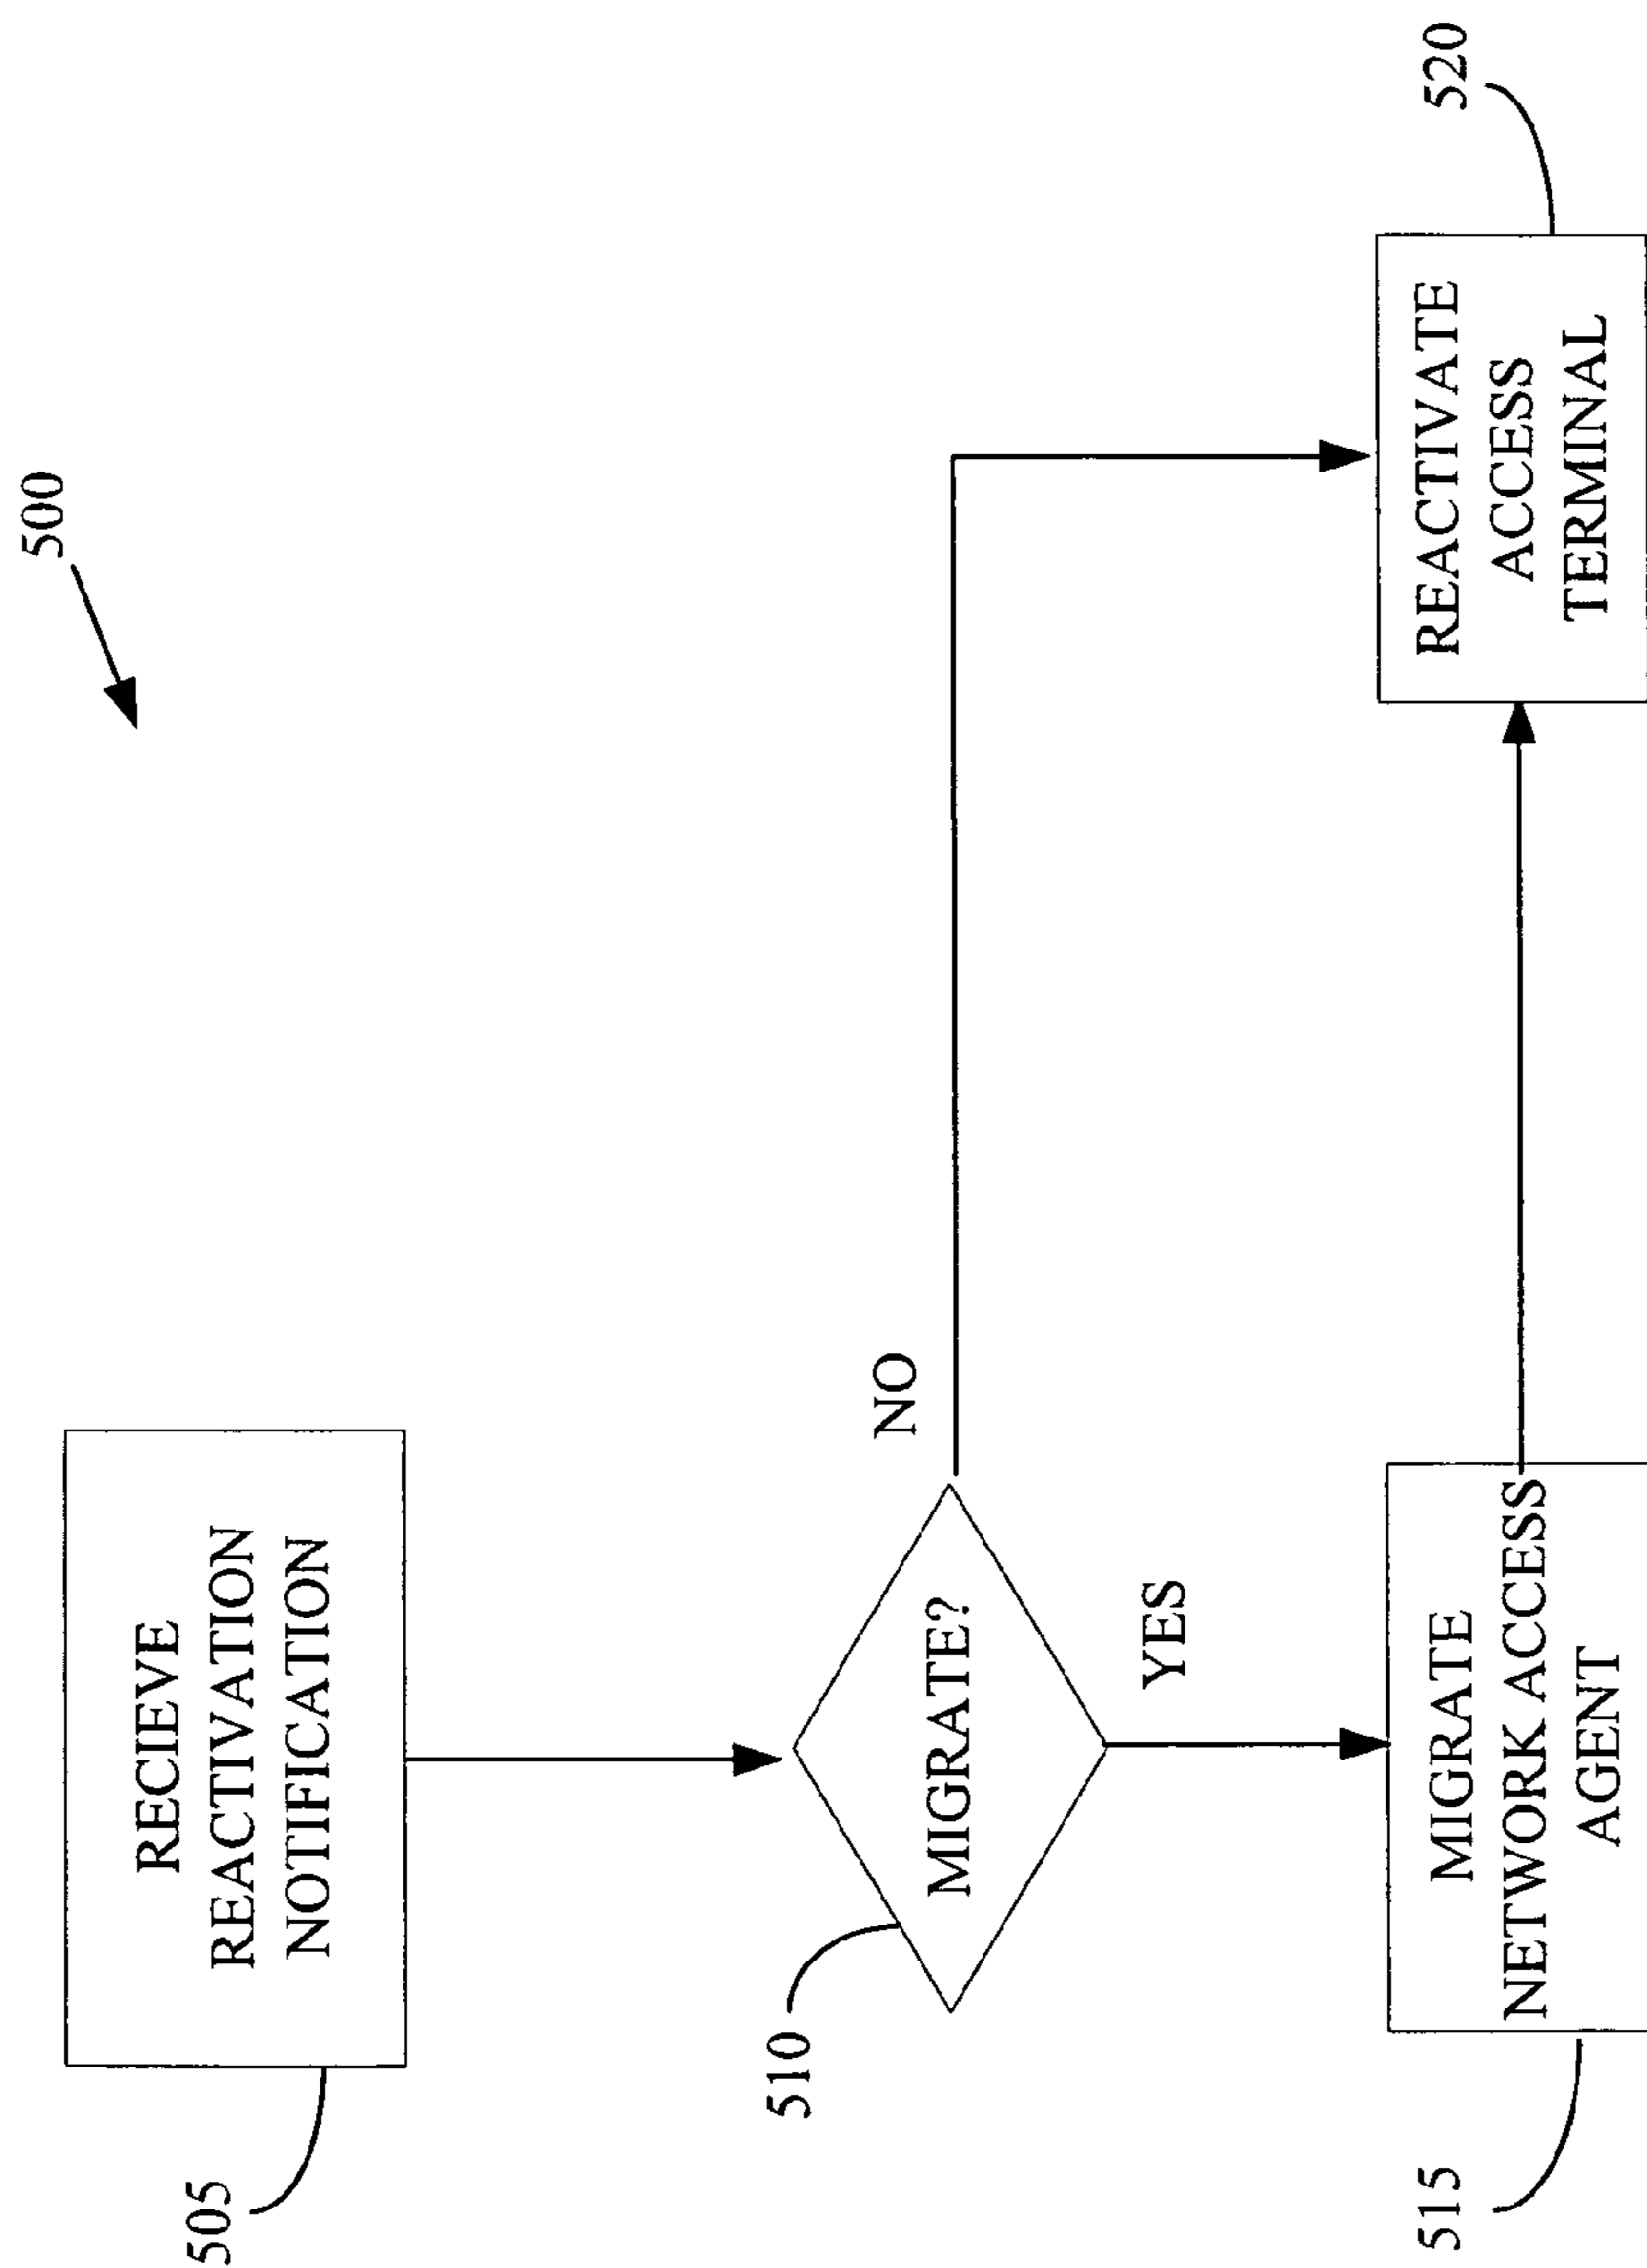 500
505
RECIEVE
REACTIVATION
NOTIFICATION
510
MIGRATE?
NO
YES
515
MIGRATE
NETWORK ACCESS
AGENT
REACTIVATE
ACCESS
TERMINAL
520